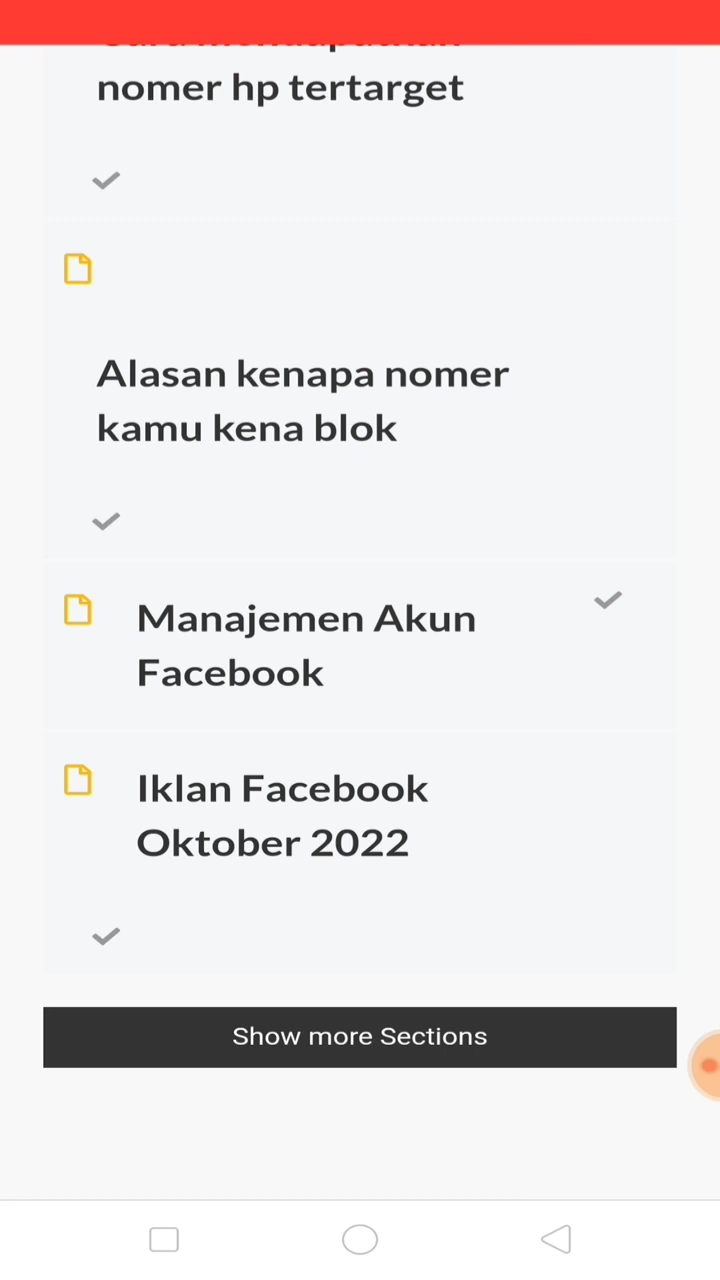 nomer hp tertarget
Alasan kenapa nomer
kamu kena blok
Manajemen Akun
Facebook
Iklan Facebook
Oktober 2022
Show more Sections